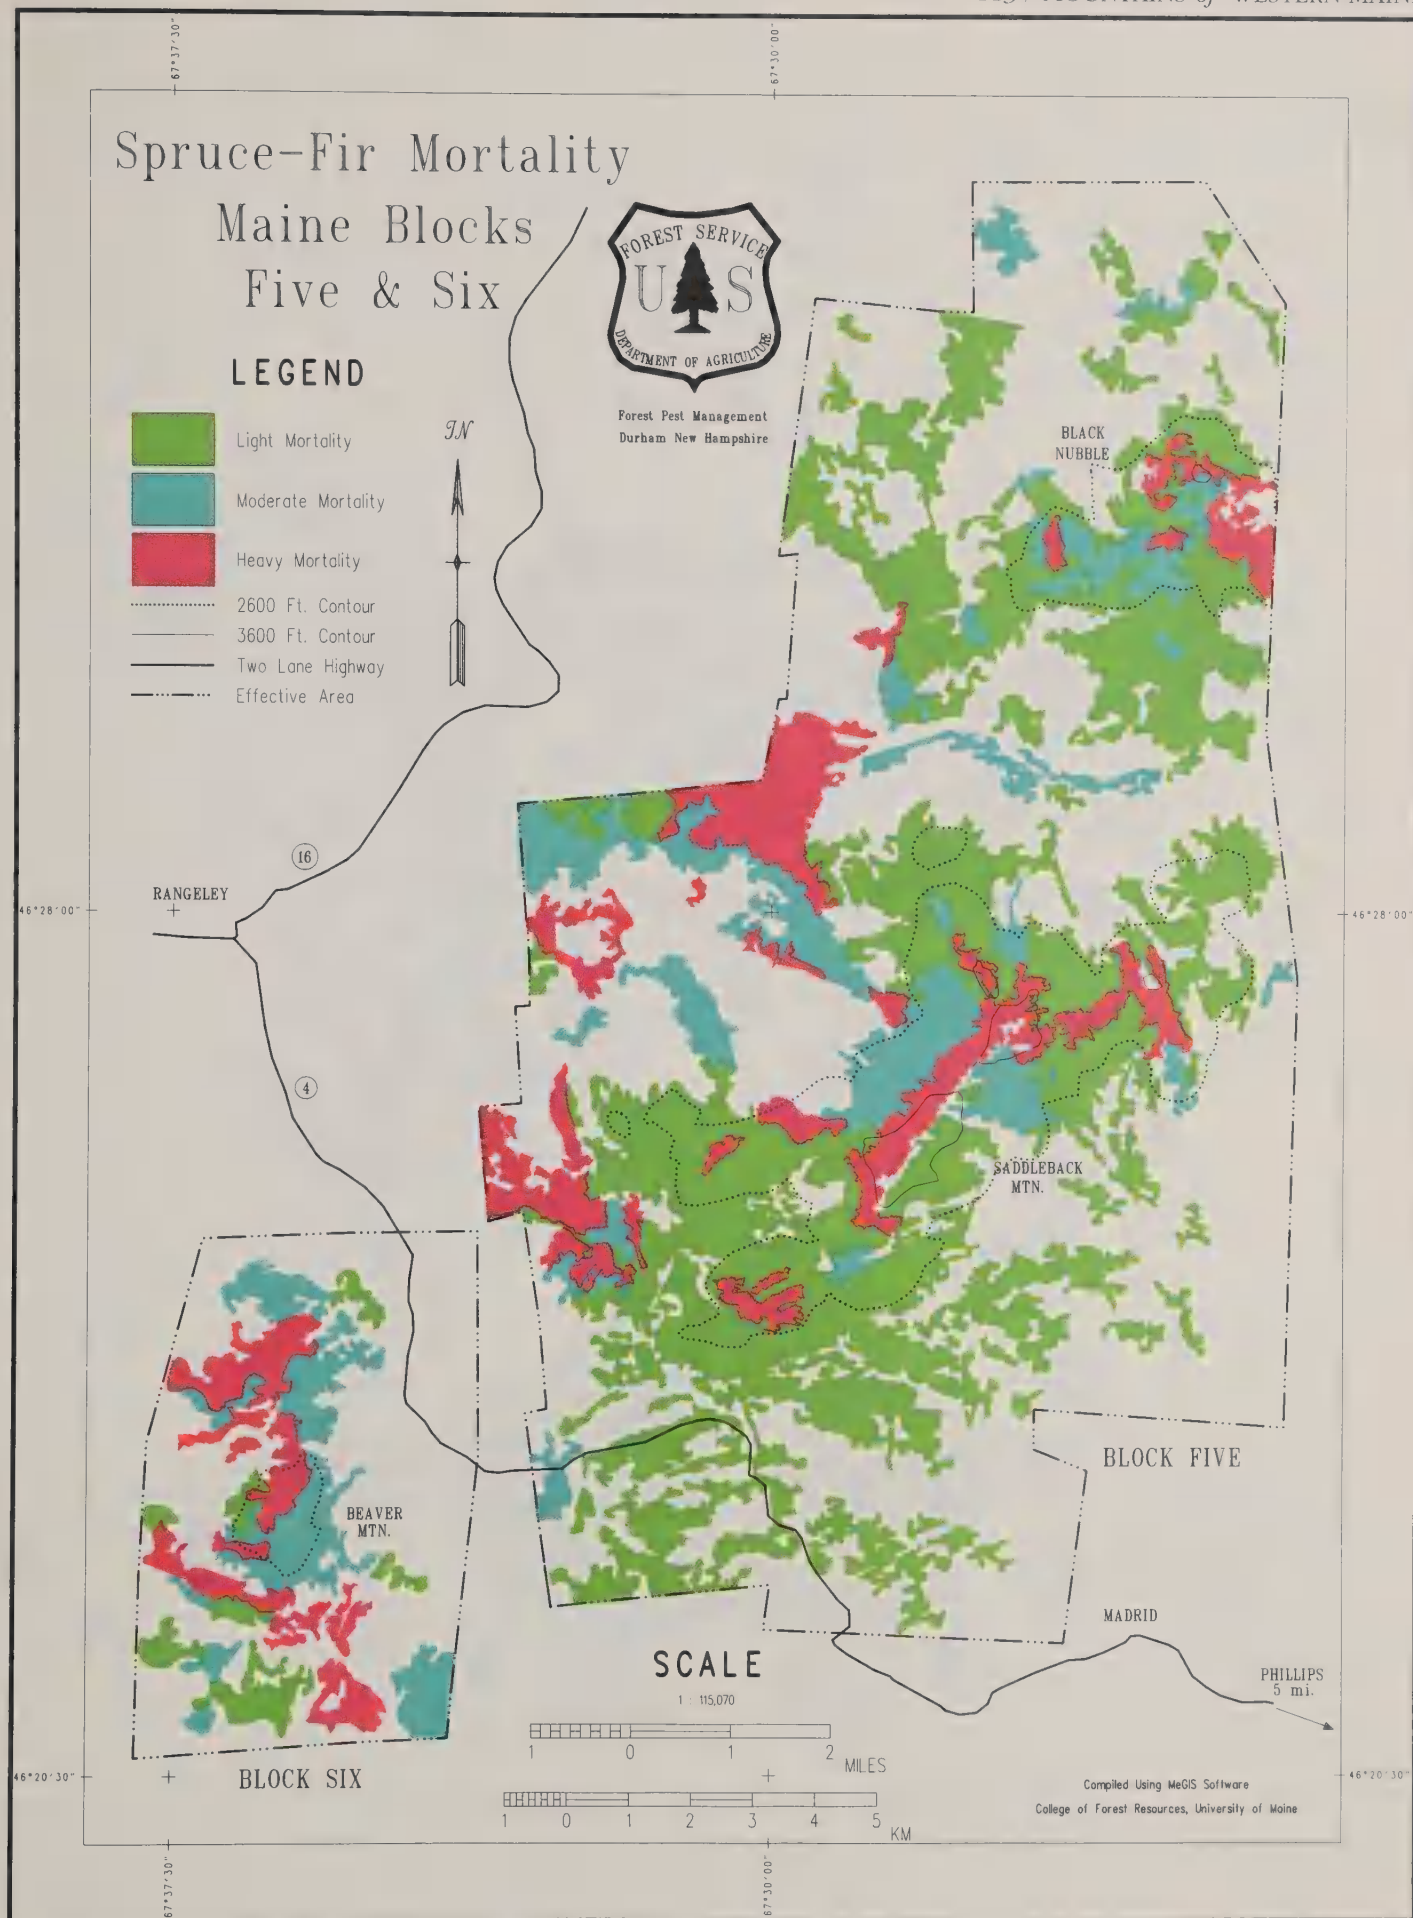 MOUNTAINS of WESTERN
67°37'30"
67°30'00"
Spruce-Fir Mortality
Maine Blocks
Five & Six
FOREST SERVICE
U S
DEPARTMENT OF AGRICULTURE
Forest Pest Management
Durham New Hampshire
LEGEND
Light Mortality
Moderate Mortality
Heavy Mortality
2600 Ft. Contour
3600 Ft. Contour
Two Lane Highway
Effective Area
N
BLACK
NUBBLE
16
RANGELEY
46°28'00"
46°28'00"
4
SADDLEBACK
MTN.
BLOCK FIVE
BEAVER
MTN.
MADRID
PHILLIPS
5 mi.
SCALE
1 : 115,070
1 0 1 2
MILES
1 0 1 2 3 4 5
KM
BLOCK SIX
46°20'30"
46°20'30"
Compiled Using MeGIS Software
College of Forest Resources, University of Maine
67°37'30"
67°30'00"